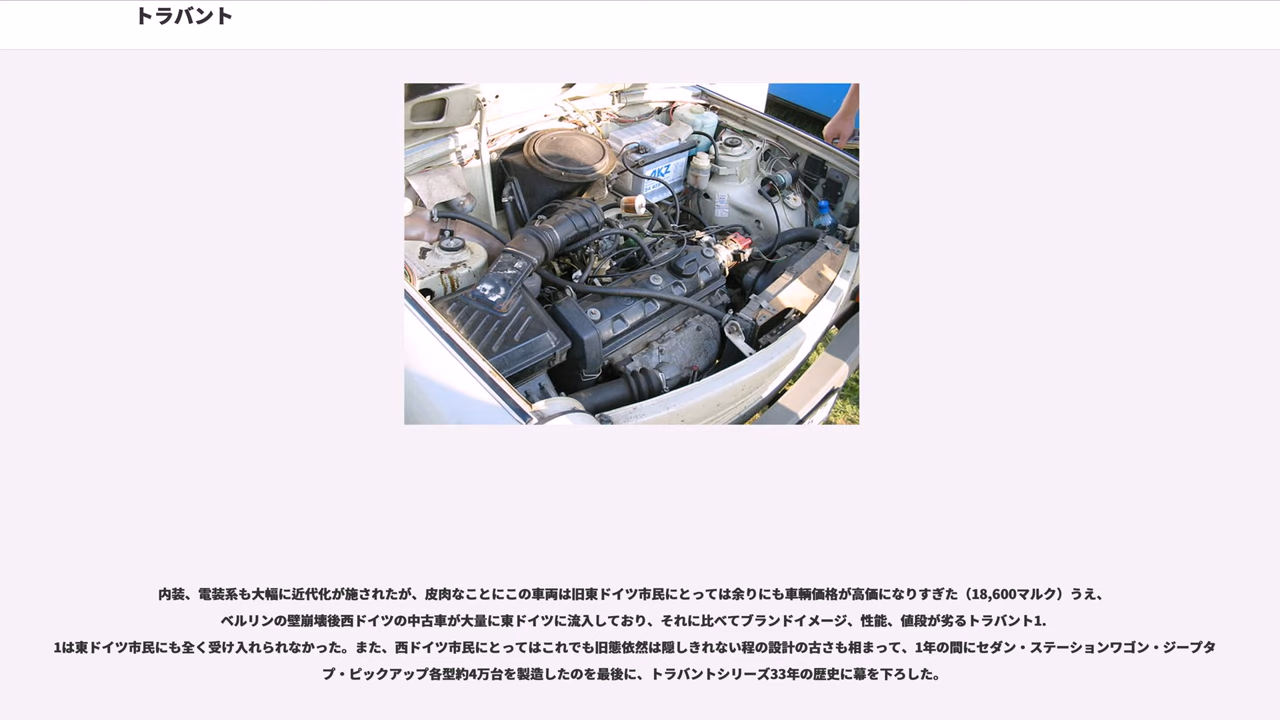 トラバント
AKZ
内装、電装系も大幅に近代化が施されたが、皮肉なことにこの車両は旧東ドイツ市民にとっては余りにも車輌価格が高価になりすぎた（18,600マルク）うえ、
ベルリンの壁崩壊後西ドイツの中古車が大量に東ドイツに流入しており、それに比べてブランドイメージ、性能、値段が劣るトラバント1.
1は東ドイツ市民にも全く受け入れられなかった。また、西ドイツ市民にとってはこれでも旧態依然は隠しきれない程の設計の古さも相まって、1年の間にセダン・ステーションワゴン・ジープタ
プ・ピックアップ各型約4万台を製造したのを最後に、トラバントシリーズ33年の歴史に幕を下ろした。